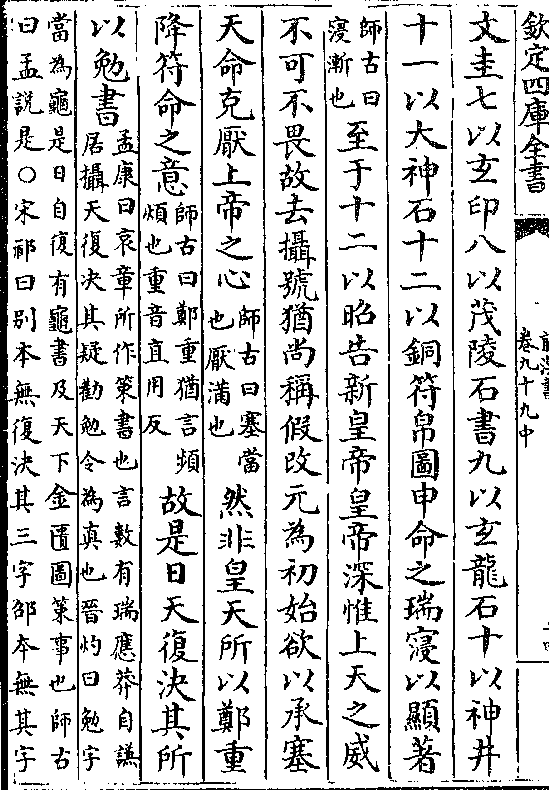 欽定四庫全書
前漢書
卷九十九中
文圭七以玄印八以茂陵石書九以玄龍石十以神井
十一以大神石十二以銅符帛圖申命之瑞寖以顯著
師古曰
寖漸也
至于十二以昭告新皇帝皇帝深惟上天之威
不可不畏故去攝號猶尚稱假改元為初始欲以承塞
天命克厭上帝之心
師古曰塞當
也厭滿也
然非皇天所以鄭重
降符命之意
師古曰鄭重猶言頻
煩也重音直用反
故是日天復決其所
以勉書
孟康曰哀章所作策書也言數有瑞應莽自謙
居攝天復決其疑勸勉令為真也晉灼曰勉字
當為龜是日自復有龜書及天下金匱圖策事也師古
曰孟說是○宋祁曰別本無復決其三字邵本無其字